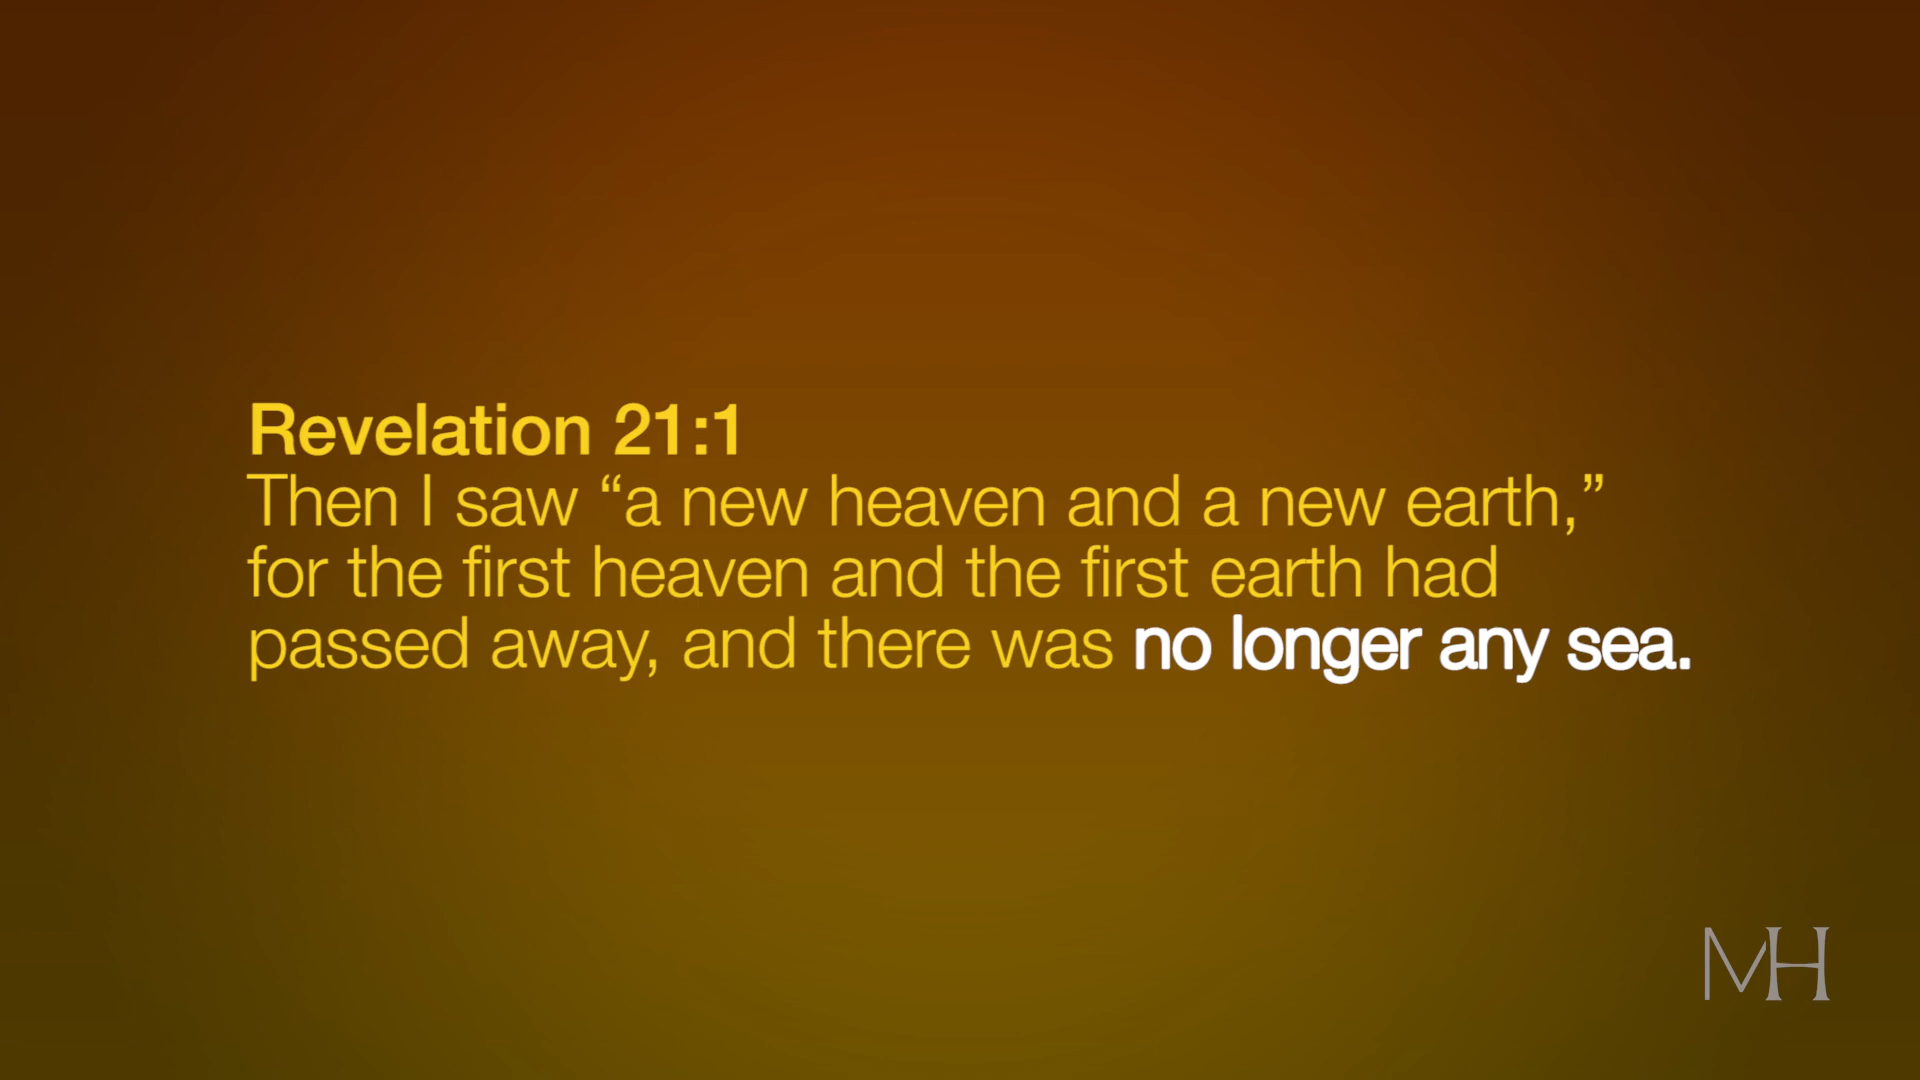 Revelation 21:1
Then I saw “a new heaven and a new earth,”
for the first heaven and the first earth had
passed away, and there was no longer any sea.
MH